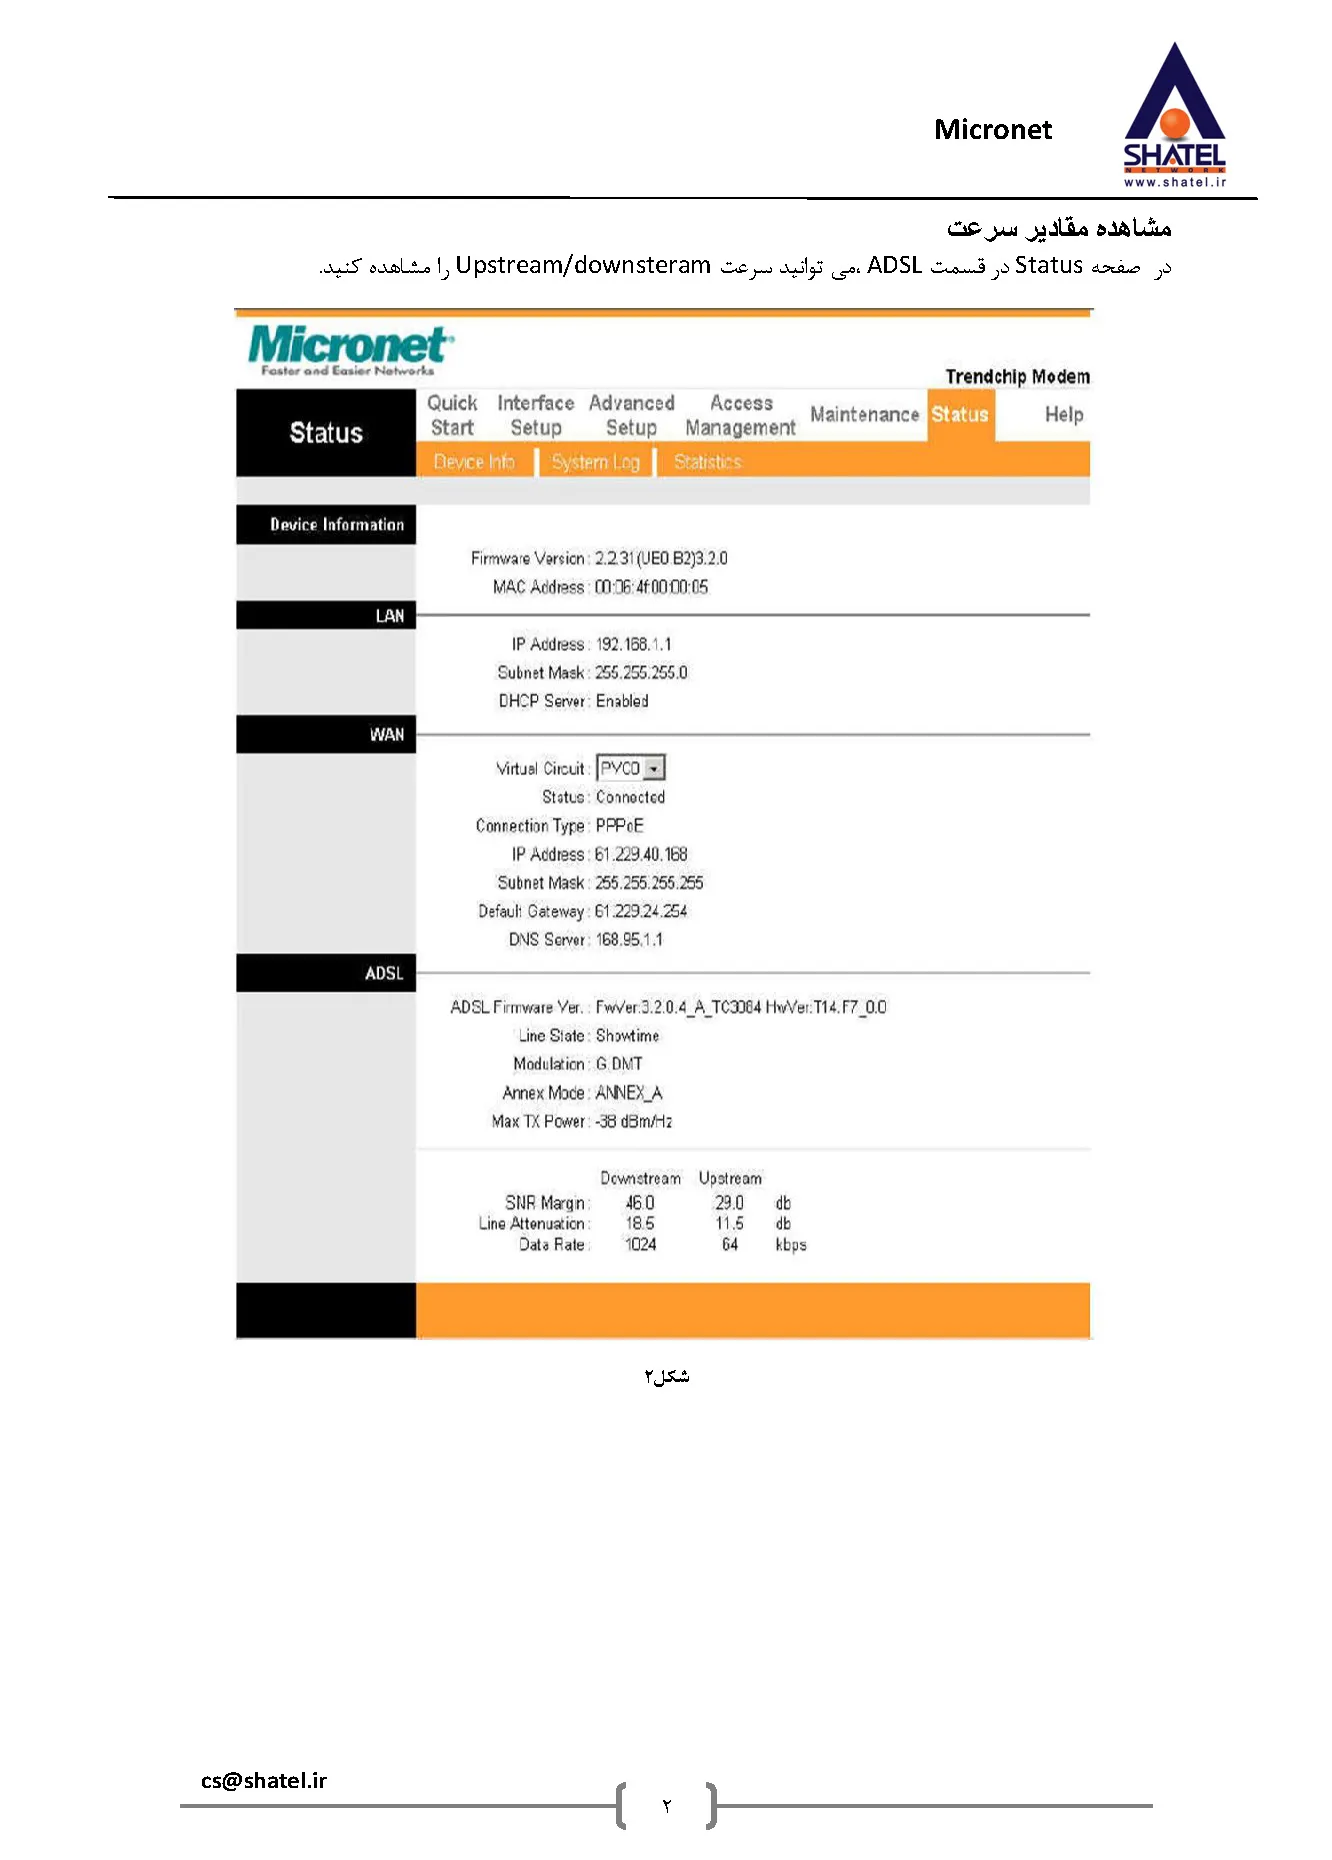 Micronet
SHATEL
NETWORK
www.shatel.ir
مشاهده مقادیر سرعت
در صفحه Status در قسمت ADSL ،می توانید سرعت Upstream/downsteram را مشاهده کنید.
Micronet
Faster and Easier Networks
Trendchip Modem
Status
Quick Start Interface Setup Advanced Setup Access Management Maintenance Status Help
Device Info System Log Statistics
Device Information
Firmware Version : 2.2.31(UE0.B2)3.2.0
MAC Address : 00:06:4f:00:00:05
LAN
IP Address : 192.168.1.1
Subnet Mask : 255.255.255.0
DHCP Server : Enabled
WAN
Virtual Circuit : PVC0
Status : Connected
Connection Type : PPPoE
IP Address : 61.229.40.168
Subnet Mask : 255.255.255.255
Default Gateway : 61.229.24.254
DNS Server : 168.95.1.1
ADSL
ADSL Firmware Ver. : FwVer:3.2.0.4_A_TC3084 HwVer:T14.F7_0.0
Line State : Showtime
Modulation : G.DMT
Annex Mode : ANNEX_A
Max TX Power : -38 dBm/Hz
Downstream Upstream
SNR Margin : 46.0 29.0 db
Line Attenuation : 18.5 11.5 db
Data Rate : 1024 64 kbps
شکل۲
cs@shatel.ir
۲